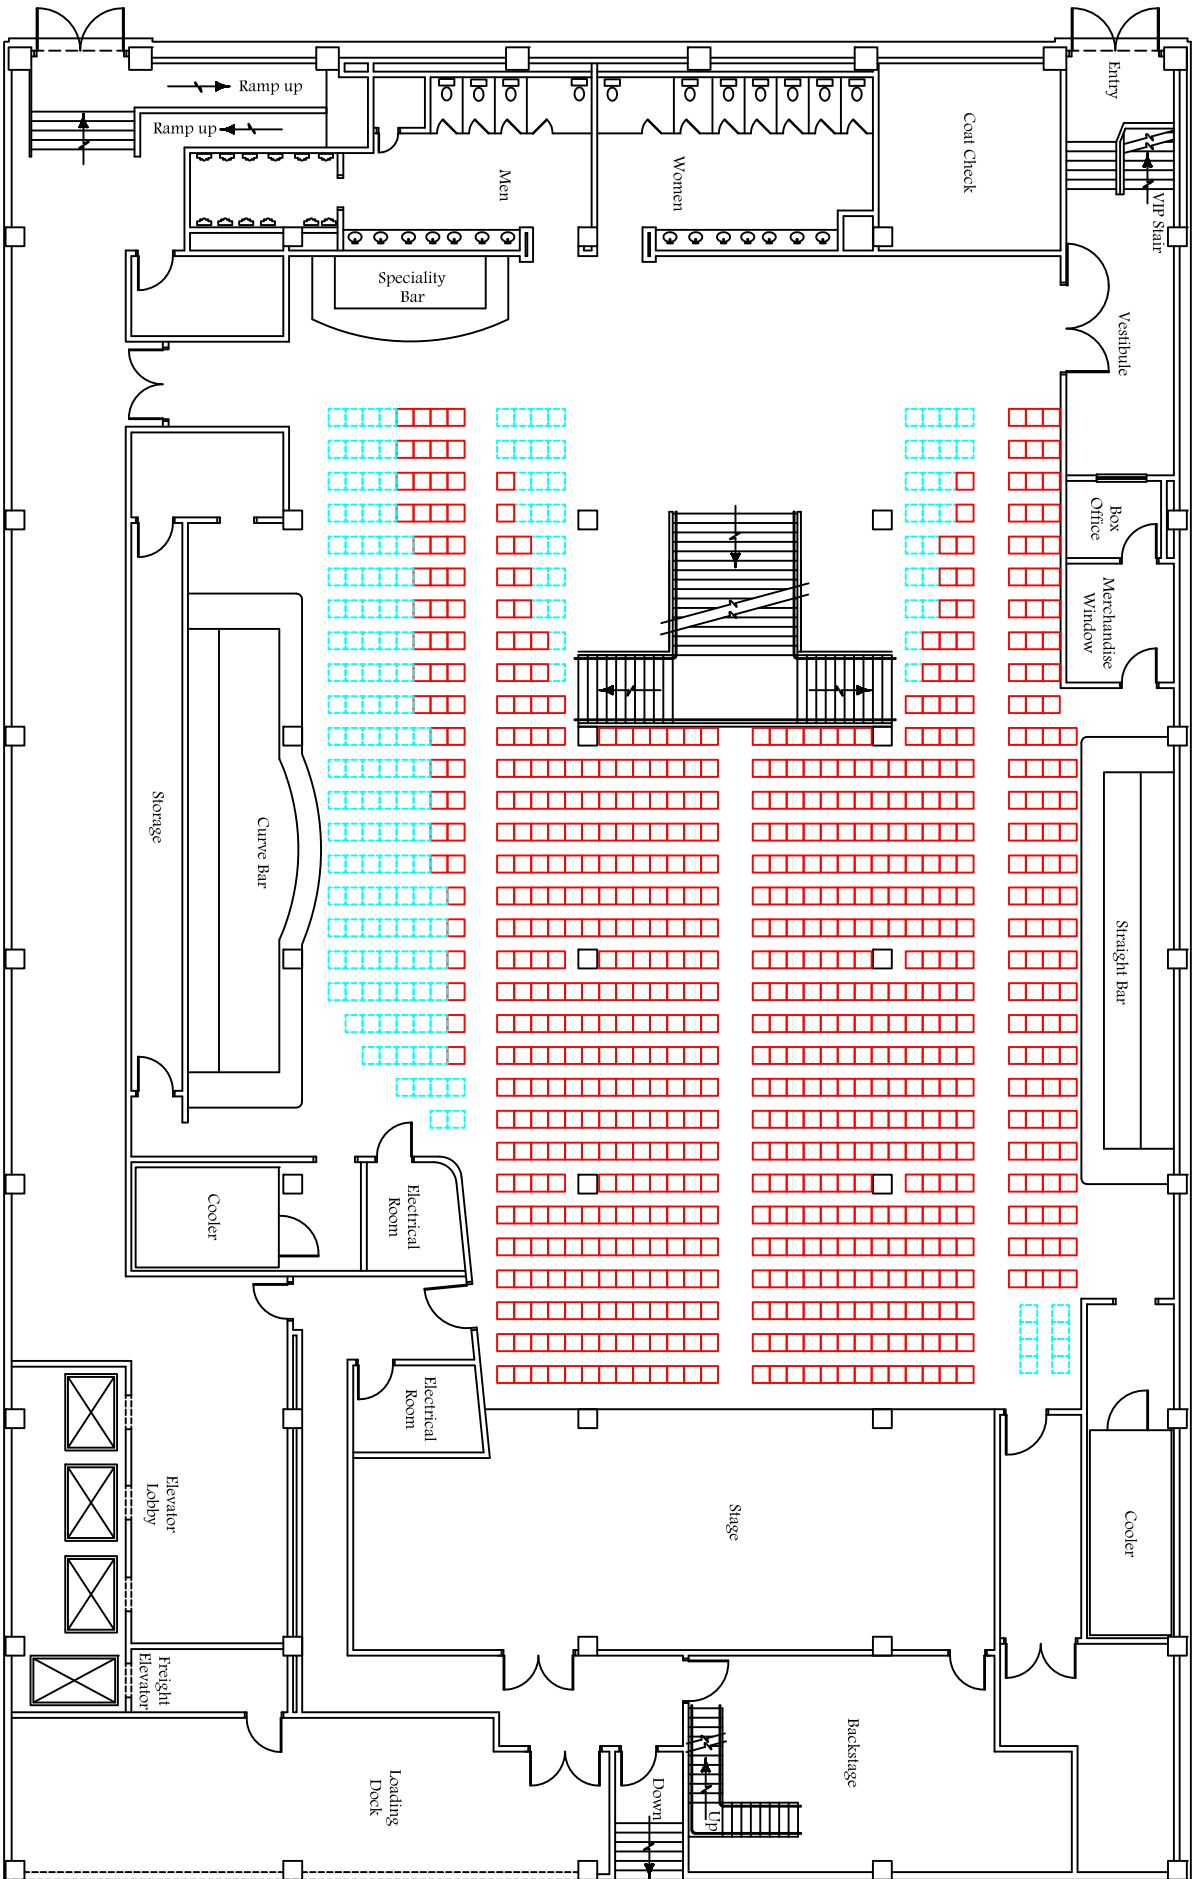 Ramp up
Ramp up
Entry
VIP Stair
Coat Check
Men
Women
Speciality
Bar
Vestibule
Box
Office
Merchandise
Window
Storage
Curve Bar
Straight Bar
Cooler
Electrical
Room
Electrical
Room
Elevator
Lobby
Stage
Cooler
Freight
Elevator
Backstage
Loading
Dock
Down
Up